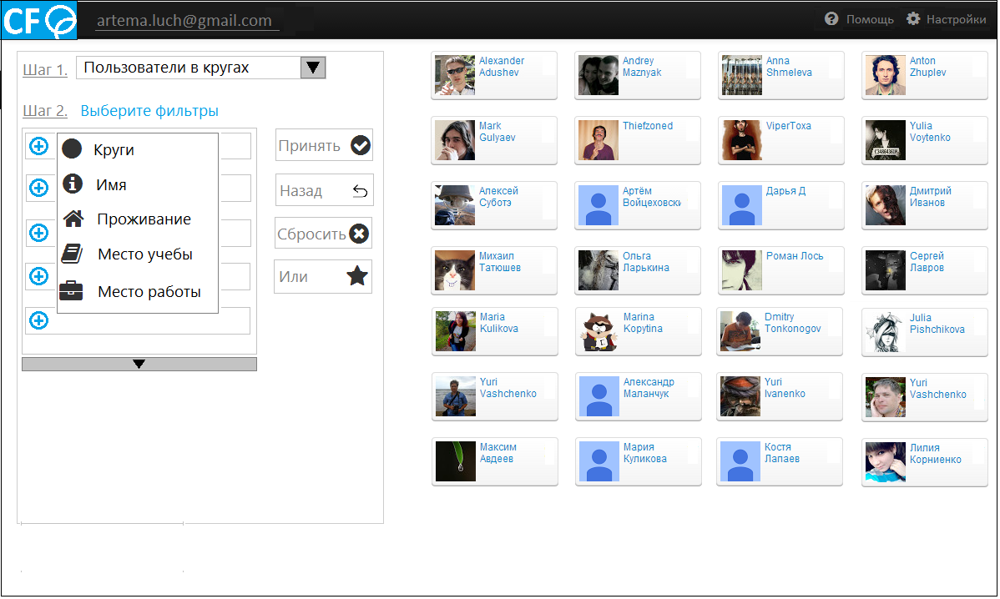 CF
artema.luch@gmail.com
Помощь
Настройки
Шаг 1.
Пользователи в кругах
Шаг 2.
Выберите фильтры
Круги
Имя
Проживание
Место учебы
Место работы
Принять
Назад
Сбросить
Или
Alexander
Adushev
Andrey
Maznyak
Anna
Shmeleva
Anton
Zhuplev
Mark
Gulyaev
Thiefzoned
ViperToxa
Yulia
Voytenko
Алексей
Суботэ
Артём
Войцеховски
Дарья Д
Дмитрий
Иванов
Михаил
Татюшев
Ольга
Ларькина
Роман Лось
Сергей
Лавров
Maria
Kulikova
Marina
Kopytina
Dmitry
Tonkonogov
Julia
Pishchikova
Yuri
Vashchenko
Александр
Маланчук
Yuri
Ivanenko
Yuri
Vashchenko
Максим
Авдеев
Мария
Куликова
Костя
Лапаев
Лилия
Корниенко